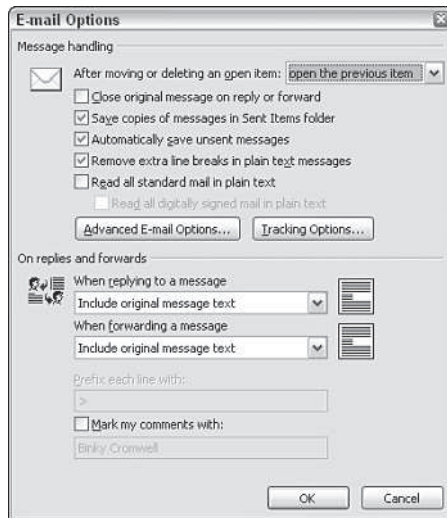 E-mail Options
Message handling
After moving or deleting an open item: open the previous item
Close original message on reply or forward
Save copies of messages in Sent Items folder
Automatically save unsent messages
Remove extra line breaks in plain text messages
Read all standard mail in plain text
Read all digitally signed mail in plain text
Advanced E-mail Options... Tracking Options...
On replies and forwards
When replying to a message
Include original message text
When forwarding a message
Include original message text
Prefix each line with:
>
Mark my comments with:
Binky Cromwell
OK Cancel